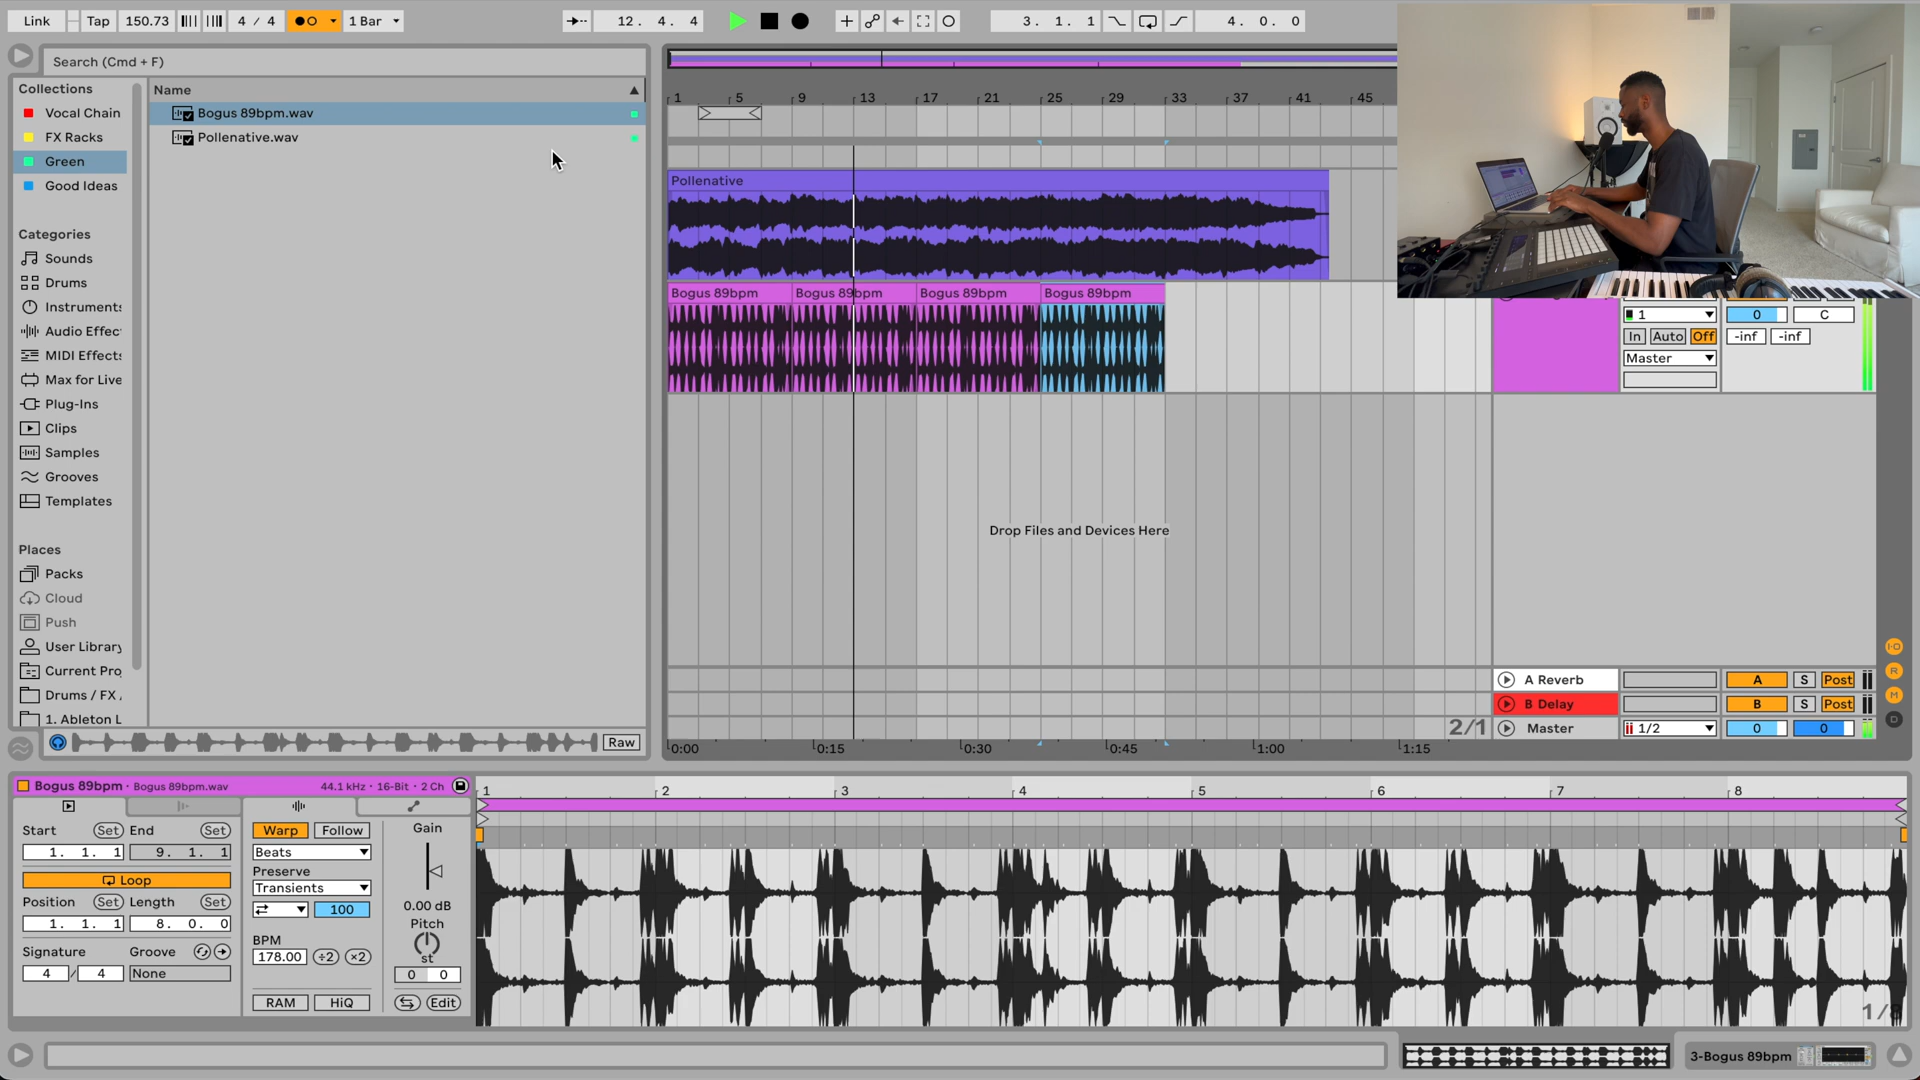 Link
Tap
150.73
4 / 4
1 Bar
12. 4. 4
3. 1. 1
4. 0. 0
Search (Cmd + F)
Collections
Vocal Chain
FX Racks
Green
Good Ideas
Categories
Sounds
Drums
Instruments
Audio Effec
MIDI Effects
Max for Live
Plug-Ins
Clips
Samples
Grooves
Templates
Places
Packs
Cloud
Push
User Library
Current Pro
Drums / FX
1. Ableton L
Name
Bogus 89bpm.wav
Pollenative.wav
Raw
1 5 9 13 17 21 25 29 33 37 41 45
Pollenative
Bogus 89bpm Bogus 89bpm Bogus 89bpm Bogus 89bpm
Drop Files and Devices Here
2/1
0:00 0:15 0:30 0:45 1:00 1:15
1 0 C
In Auto Off -inf -inf
Master
A Reverb A S Post
B Delay B S Post
Master 1/2 0 0
I·O
R
M
D
Bogus 89bpm · Bogus 89bpm.wav 44.1 kHz · 16-Bit · 2 Ch
Start Set End Set
1. 1. 1 9. 1. 1
Loop
Position Set Length Set
1. 1. 1 8. 0. 0
Signature Groove
4 / 4 None
Warp Follow
Beats
Preserve
Transients
100
BPM
178.00 ÷2 ×2
RAM HiQ
Gain
0.00 dB
Pitch
st
0 0
Edit
1 2 3 4 5 6 7 8
1/8
3-Bogus 89bpm